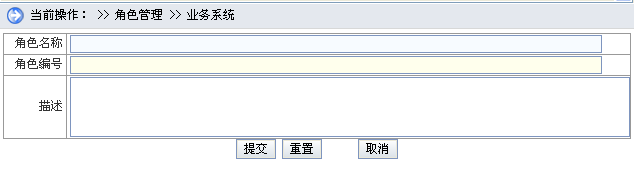 当前操作： >> 角色管理 >> 业务系统
角色名称
角色编号
描述
提交 重置 取消